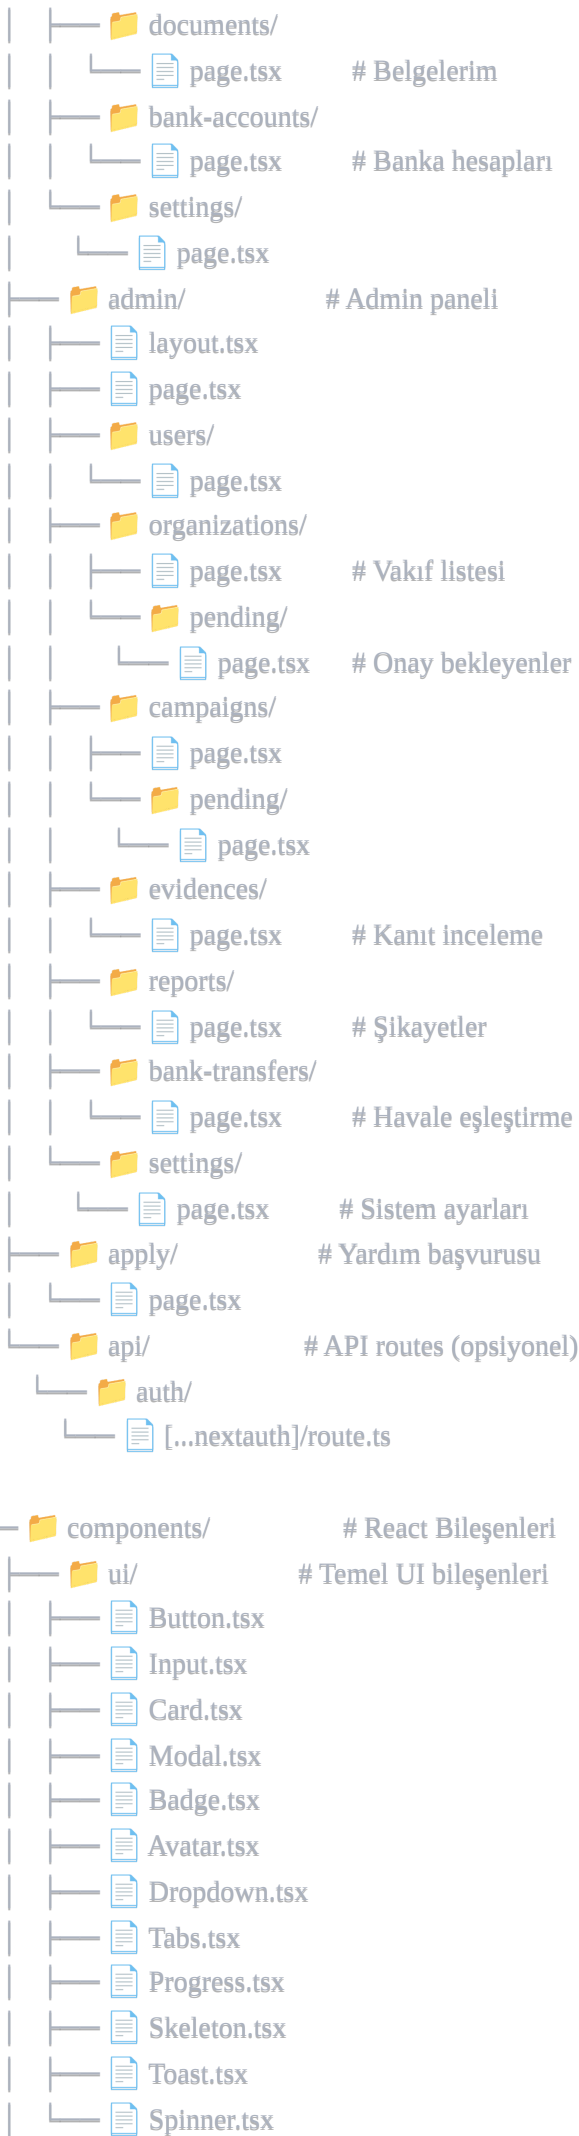 │   ├── 📁 documents/
│   │   └── 📄 page.tsx          # Belgelerim
│   ├── 📁 bank-accounts/
│   │   └── 📄 page.tsx          # Banka hesapları
│   └── 📁 settings/
│       └── 📄 page.tsx
├── 📁 admin/                    # Admin paneli
│   ├── 📄 layout.tsx
│   ├── 📄 page.tsx
│   ├── 📁 users/
│   │   └── 📄 page.tsx
│   ├── 📁 organizations/
│   │   ├── 📄 page.tsx          # Vakıf listesi
│   │   └── 📁 pending/
│   │       └── 📄 page.tsx      # Onay bekleyenler
│   ├── 📁 campaigns/
│   │   ├── 📄 page.tsx
│   │   └── 📁 pending/
│   │       └── 📄 page.tsx
│   ├── 📁 evidences/
│   │   └── 📄 page.tsx          # Kanıt inceleme
│   ├── 📁 reports/
│   │   └── 📄 page.tsx          # Şikayetler
│   ├── 📁 bank-transfers/
│   │   └── 📄 page.tsx          # Havale eşleştirme
│   └── 📁 settings/
│       └── 📄 page.tsx          # Sistem ayarları
├── 📁 apply/                    # Yardım başvurusu
│   └── 📄 page.tsx
└── 📁 api/                      # API routes (opsiyonel)
    └── 📁 auth/
        └── 📄 [...nextauth]/route.ts
─ 📁 components/                 # React Bileşenleri
├── 📁 ui/                       # Temel UI bileşenleri
│   ├── 📄 Button.tsx
│   ├── 📄 Input.tsx
│   ├── 📄 Card.tsx
│   ├── 📄 Modal.tsx
│   ├── 📄 Badge.tsx
│   ├── 📄 Avatar.tsx
│   ├── 📄 Dropdown.tsx
│   ├── 📄 Tabs.tsx
│   ├── 📄 Progress.tsx
│   ├── 📄 Skeleton.tsx
│   ├── 📄 Toast.tsx
│   └── 📄 Spinner.tsx